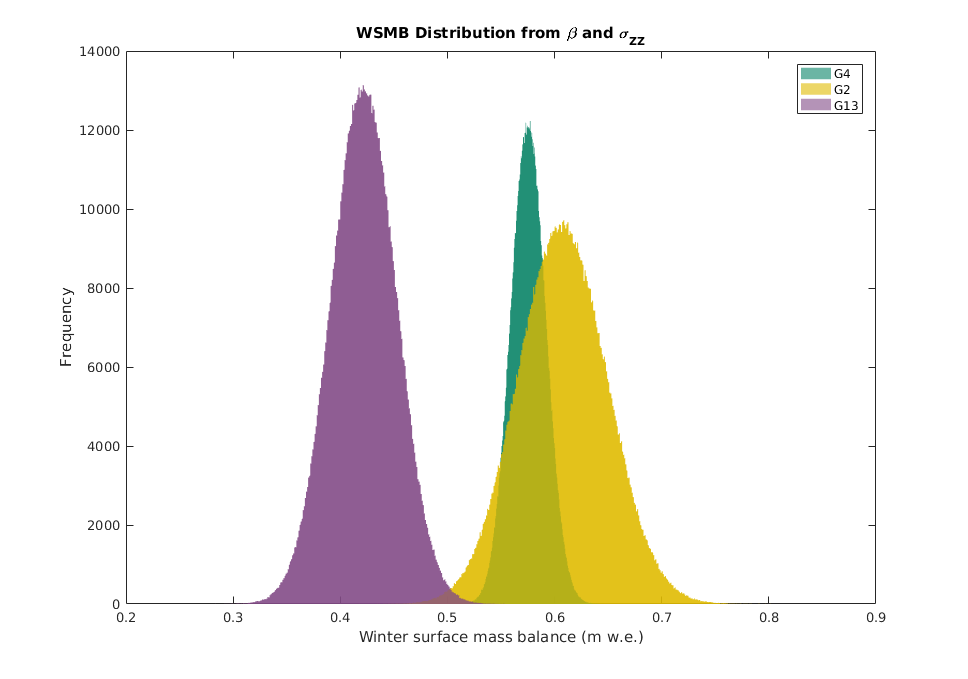 WSMB Distribution from β and σZZ
14000
12000
10000
8000
6000
4000
2000
0
Frequency
0.2 0.3 0.4 0.5 0.6 0.7 0.8 0.9
Winter surface mass balance (m w.e.)
G4
G2
G13